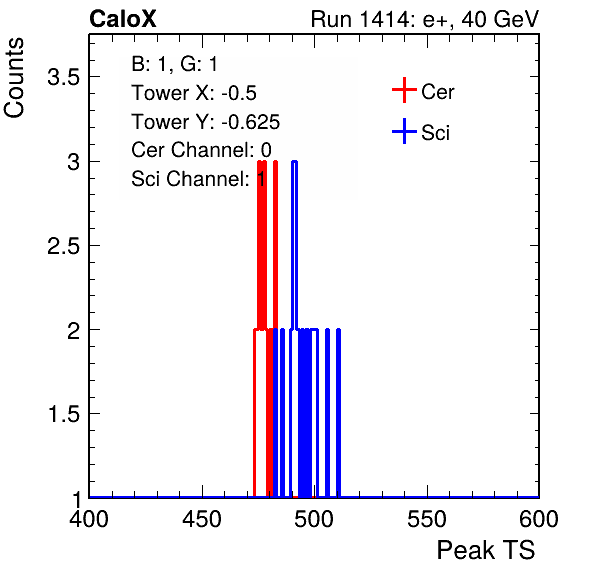 CaloX Run 1414: e+, 40 GeV
Counts
B: 1, G: 1
Tower X: -0.5
Tower Y: -0.625
Cer Channel: 0
Sci Channel: 1
Cer
Sci
3.5
3
2.5
2
1.5
1
400 450 500 550 600
Peak TS